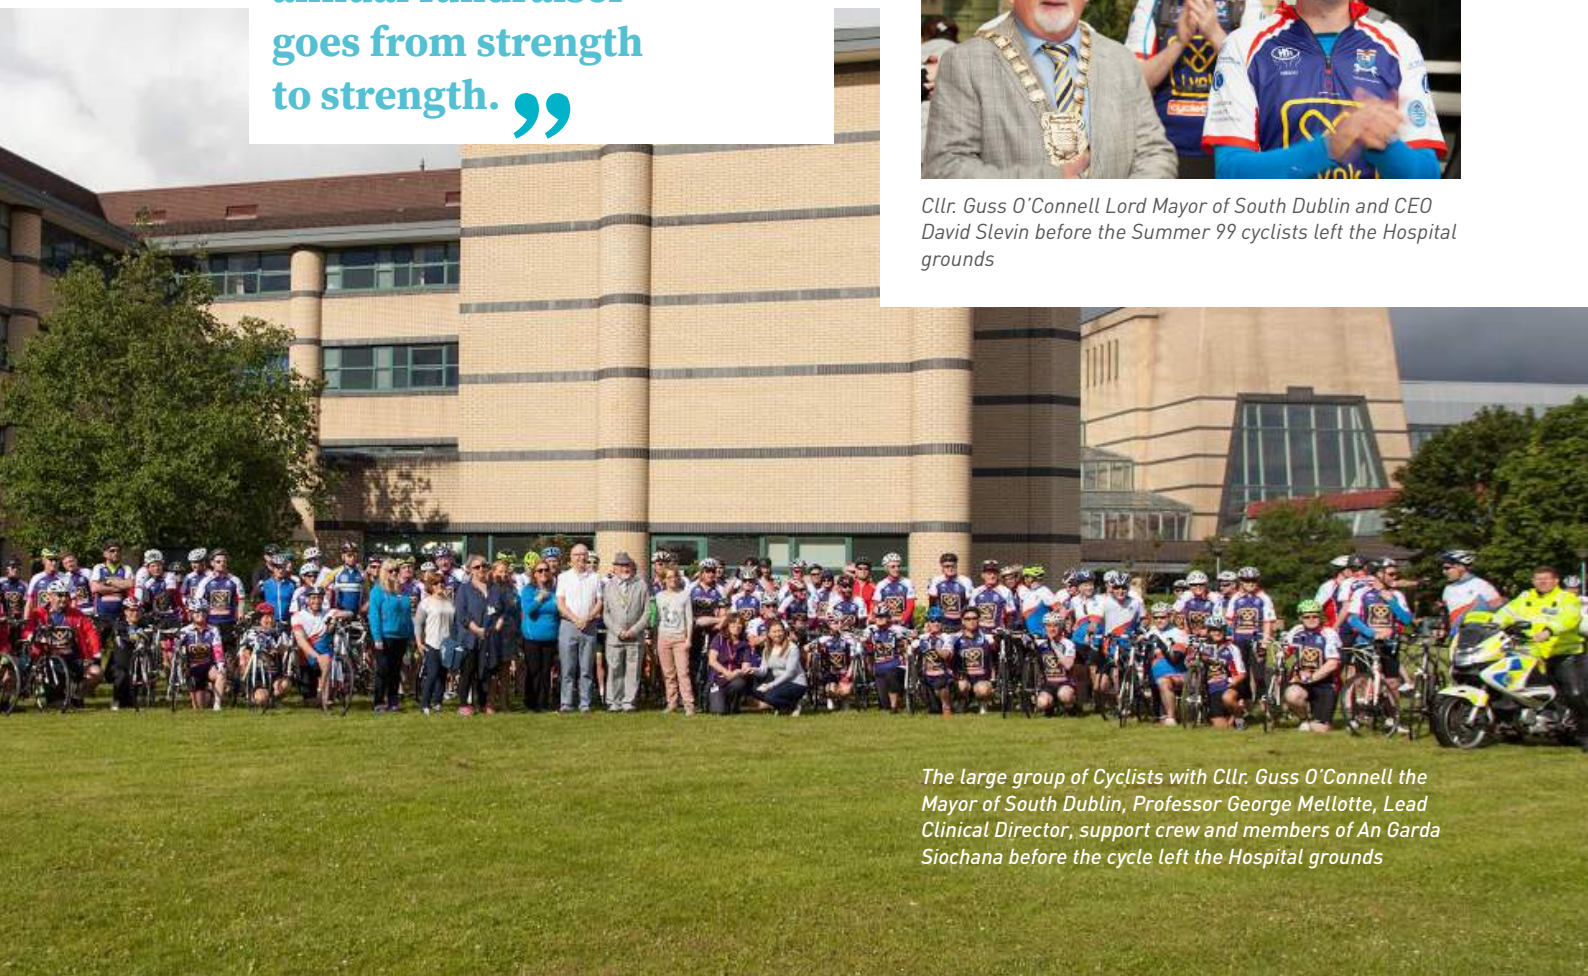 annual fundraiser
goes from strength
to strength.”
Cllr. Guss O’Connell Lord Mayor of South Dublin and CEO
David Slevin before the Summer 99 cyclists left the Hospital
grounds
The large group of Cyclists with Cllr. Guss O’Connell the
Mayor of South Dublin, Professor George Mellotte, Lead
Clinical Director, support crew and members of An Garda
Siochana before the cycle left the Hospital grounds